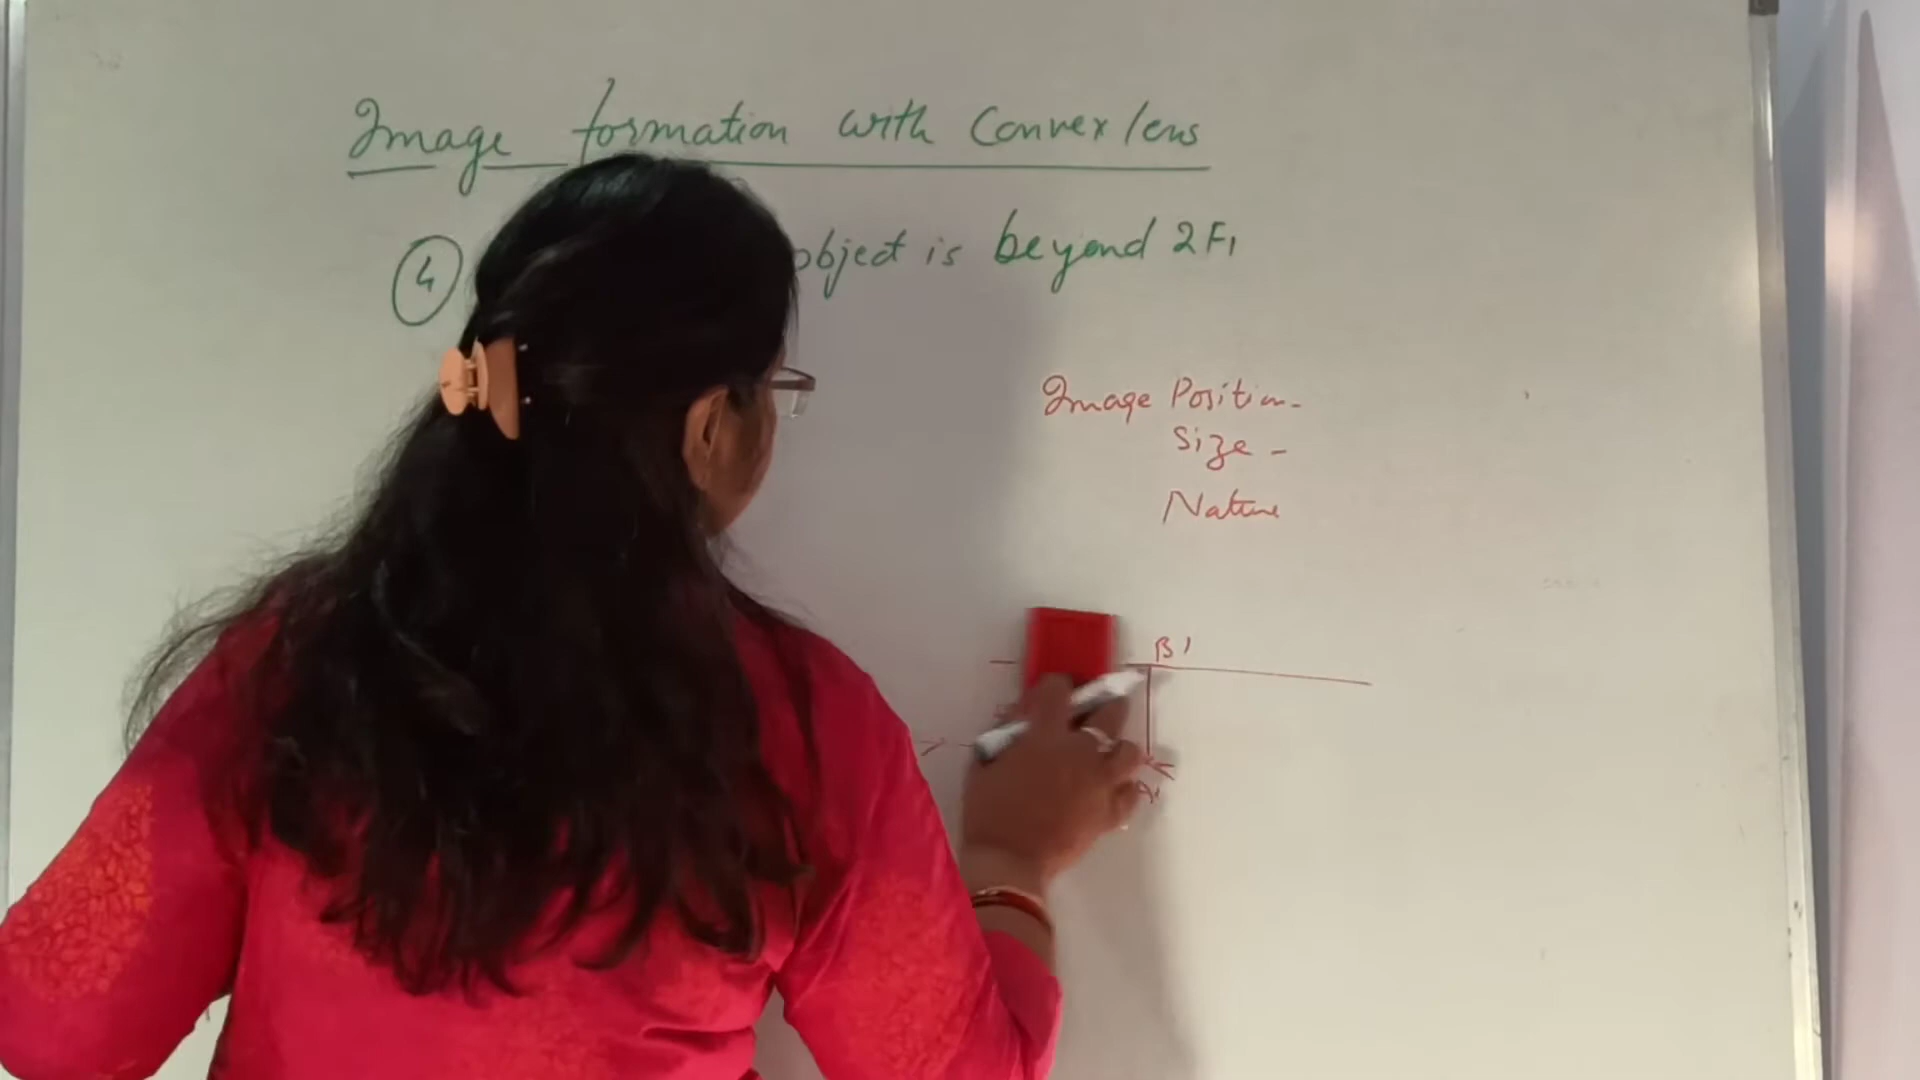 Image formation with Convex lens
4 object is beyond 2F1
Image Position -
Size -
Nature
B'
A'